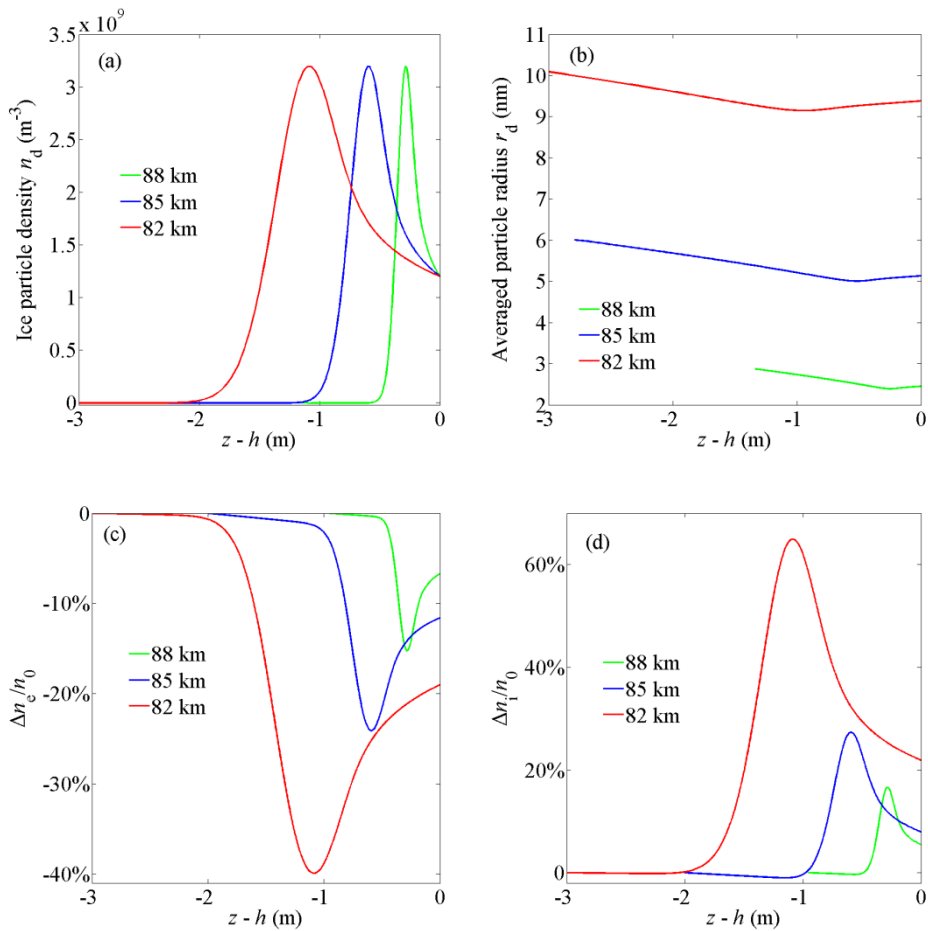 3.5 x 10⁹
(a)
3
2.5
2
1.5
1
0.5
0
Ice particle density n_d (m⁻³)
88 km
85 km
82 km
-3 -2 -1 0
z - h (m)
11
10
9
8
7
6
5
4
3
2
(b)
Averaged particle radius r_d (nm)
88 km
85 km
82 km
-3 -2 -1 0
z - h (m)
0
-10%
-20%
-30%
-40%
(c)
Δn_e/n_0
88 km
85 km
82 km
-3 -2 -1 0
z - h (m)
60%
40%
20%
0
(d)
Δn_i/n_0
88 km
85 km
82 km
-3 -2 -1 0
z - h (m)